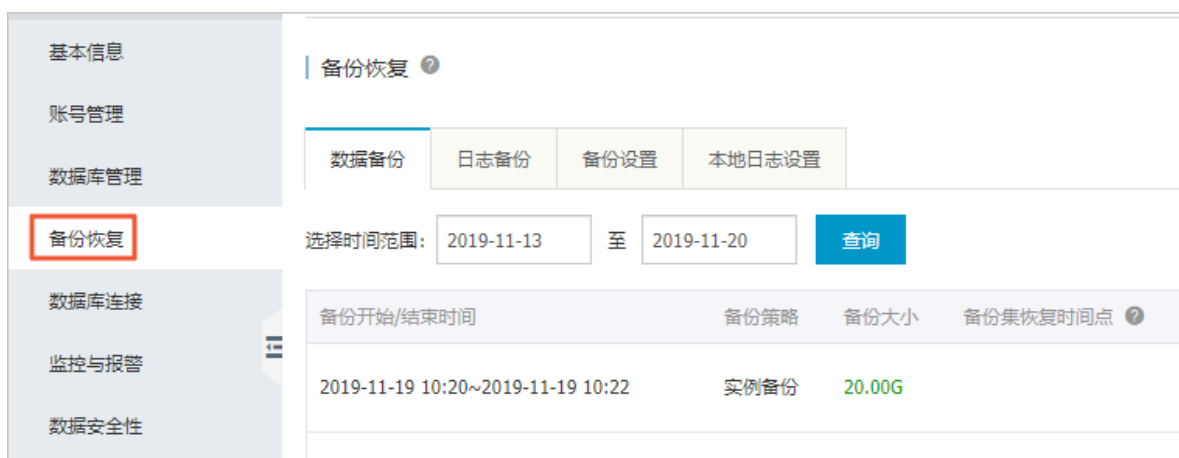 基本信息
账号管理
数据库管理
备份恢复
数据库连接
监控与报警
数据安全性
备份恢复
数据备份 日志备份 备份设置 本地日志设置
选择时间范围: 2019-11-13 至 2019-11-20 查询
备份开始/结束时间 备份策略 备份大小 备份集恢复时间点
2019-11-19 10:20~2019-11-19 10:22 实例备份 20.00G